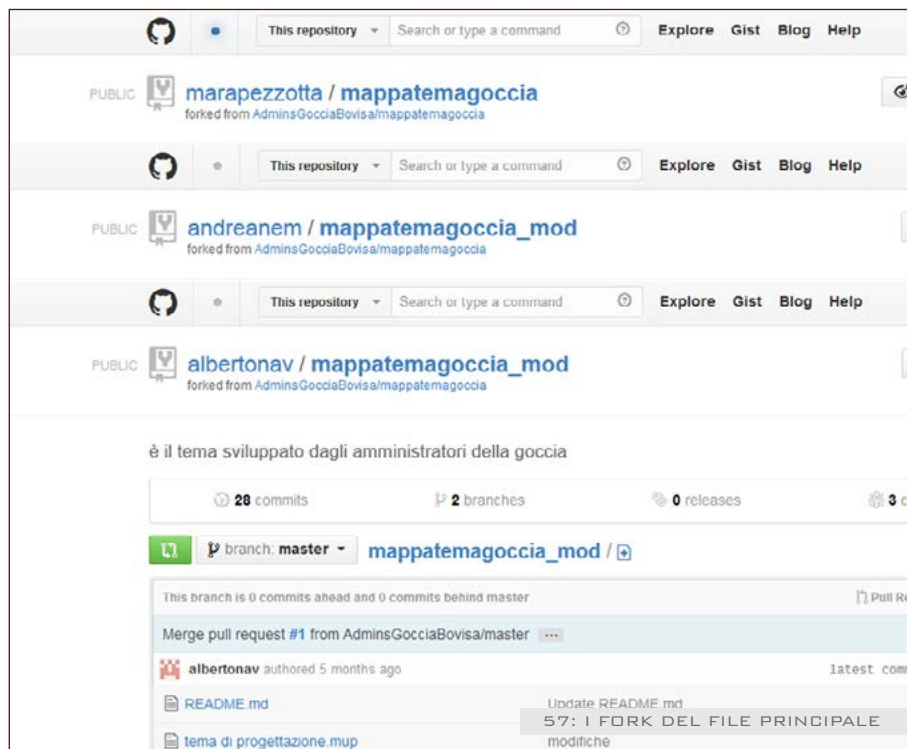 This repository Search or type a command Explore Gist Blog Help
PUBLIC marapezzotta / mappatemagoccia
forked from AdminsGocciaBovisa/mappatemagoccia
This repository Search or type a command Explore Gist Blog Help
PUBLIC andreanem / mappatemagoccia_mod
forked from AdminsGocciaBovisa/mappatemagoccia
This repository Search or type a command Explore Gist Blog Help
PUBLIC albertonav / mappatemagoccia_mod
forked from AdminsGocciaBovisa/mappatemagoccia
è il tema sviluppato dagli amministratori della goccia
28 commits 2 branches 0 releases 3 c
branch: master mappatemagoccia_mod /
This branch is 0 commits ahead and 0 commits behind master Pull Re
Merge pull request #1 from AdminsGocciaBovisa/master ...
albertonav authored 5 months ago latest com
README.md Update README.md
57: I FORK DEL FILE PRINCIPALE
tema di progettazione.mup modifiche